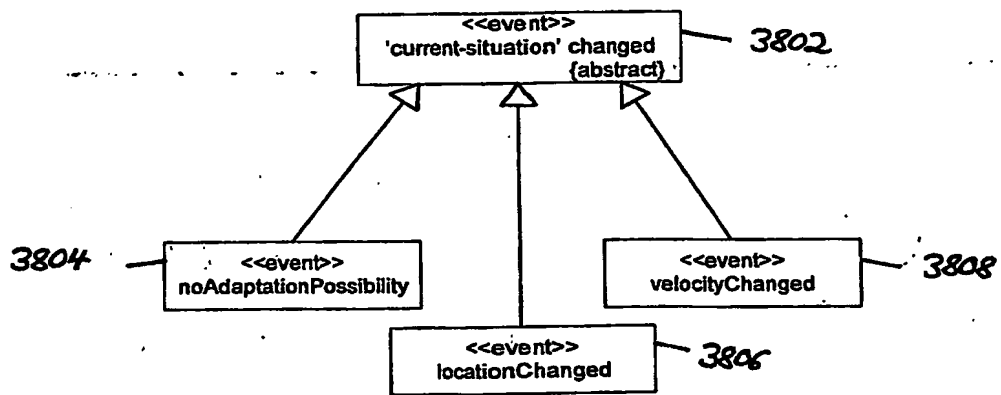 <<event>>
'current-situation' changed
{abstract}
3802
3804
<<event>>
noAdaptationPossibility
<<event>>
velocityChanged
3808
<<event>>
locationChanged
3806